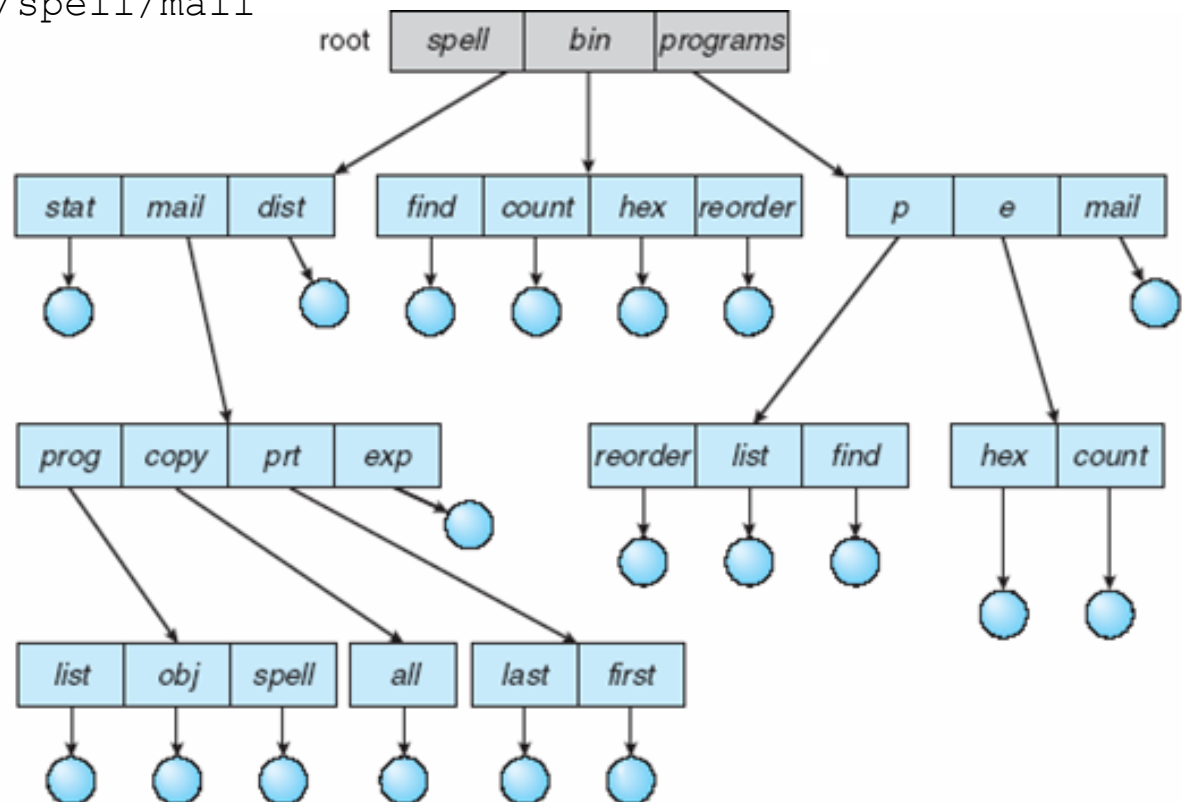 /spell/mail
root spell bin programs
stat mail dist find count hex reorder p e mail
prog copy prt exp reorder list find hex count
list obj spell all last first